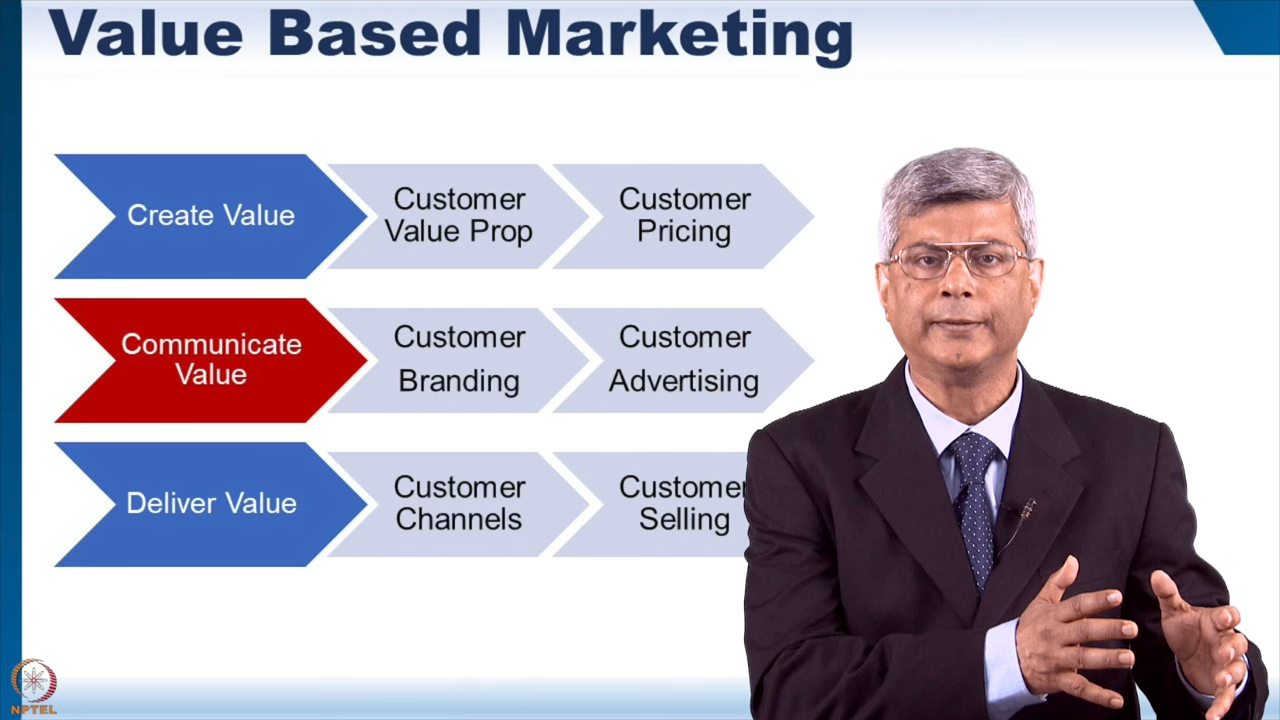 Value Based Marketing
Create Value
Customer
Value Prop
Customer
Pricing
Communicate
Value
Customer
Branding
Customer
Advertising
Deliver Value
Customer
Channels
Customer
Selling
NPTEL